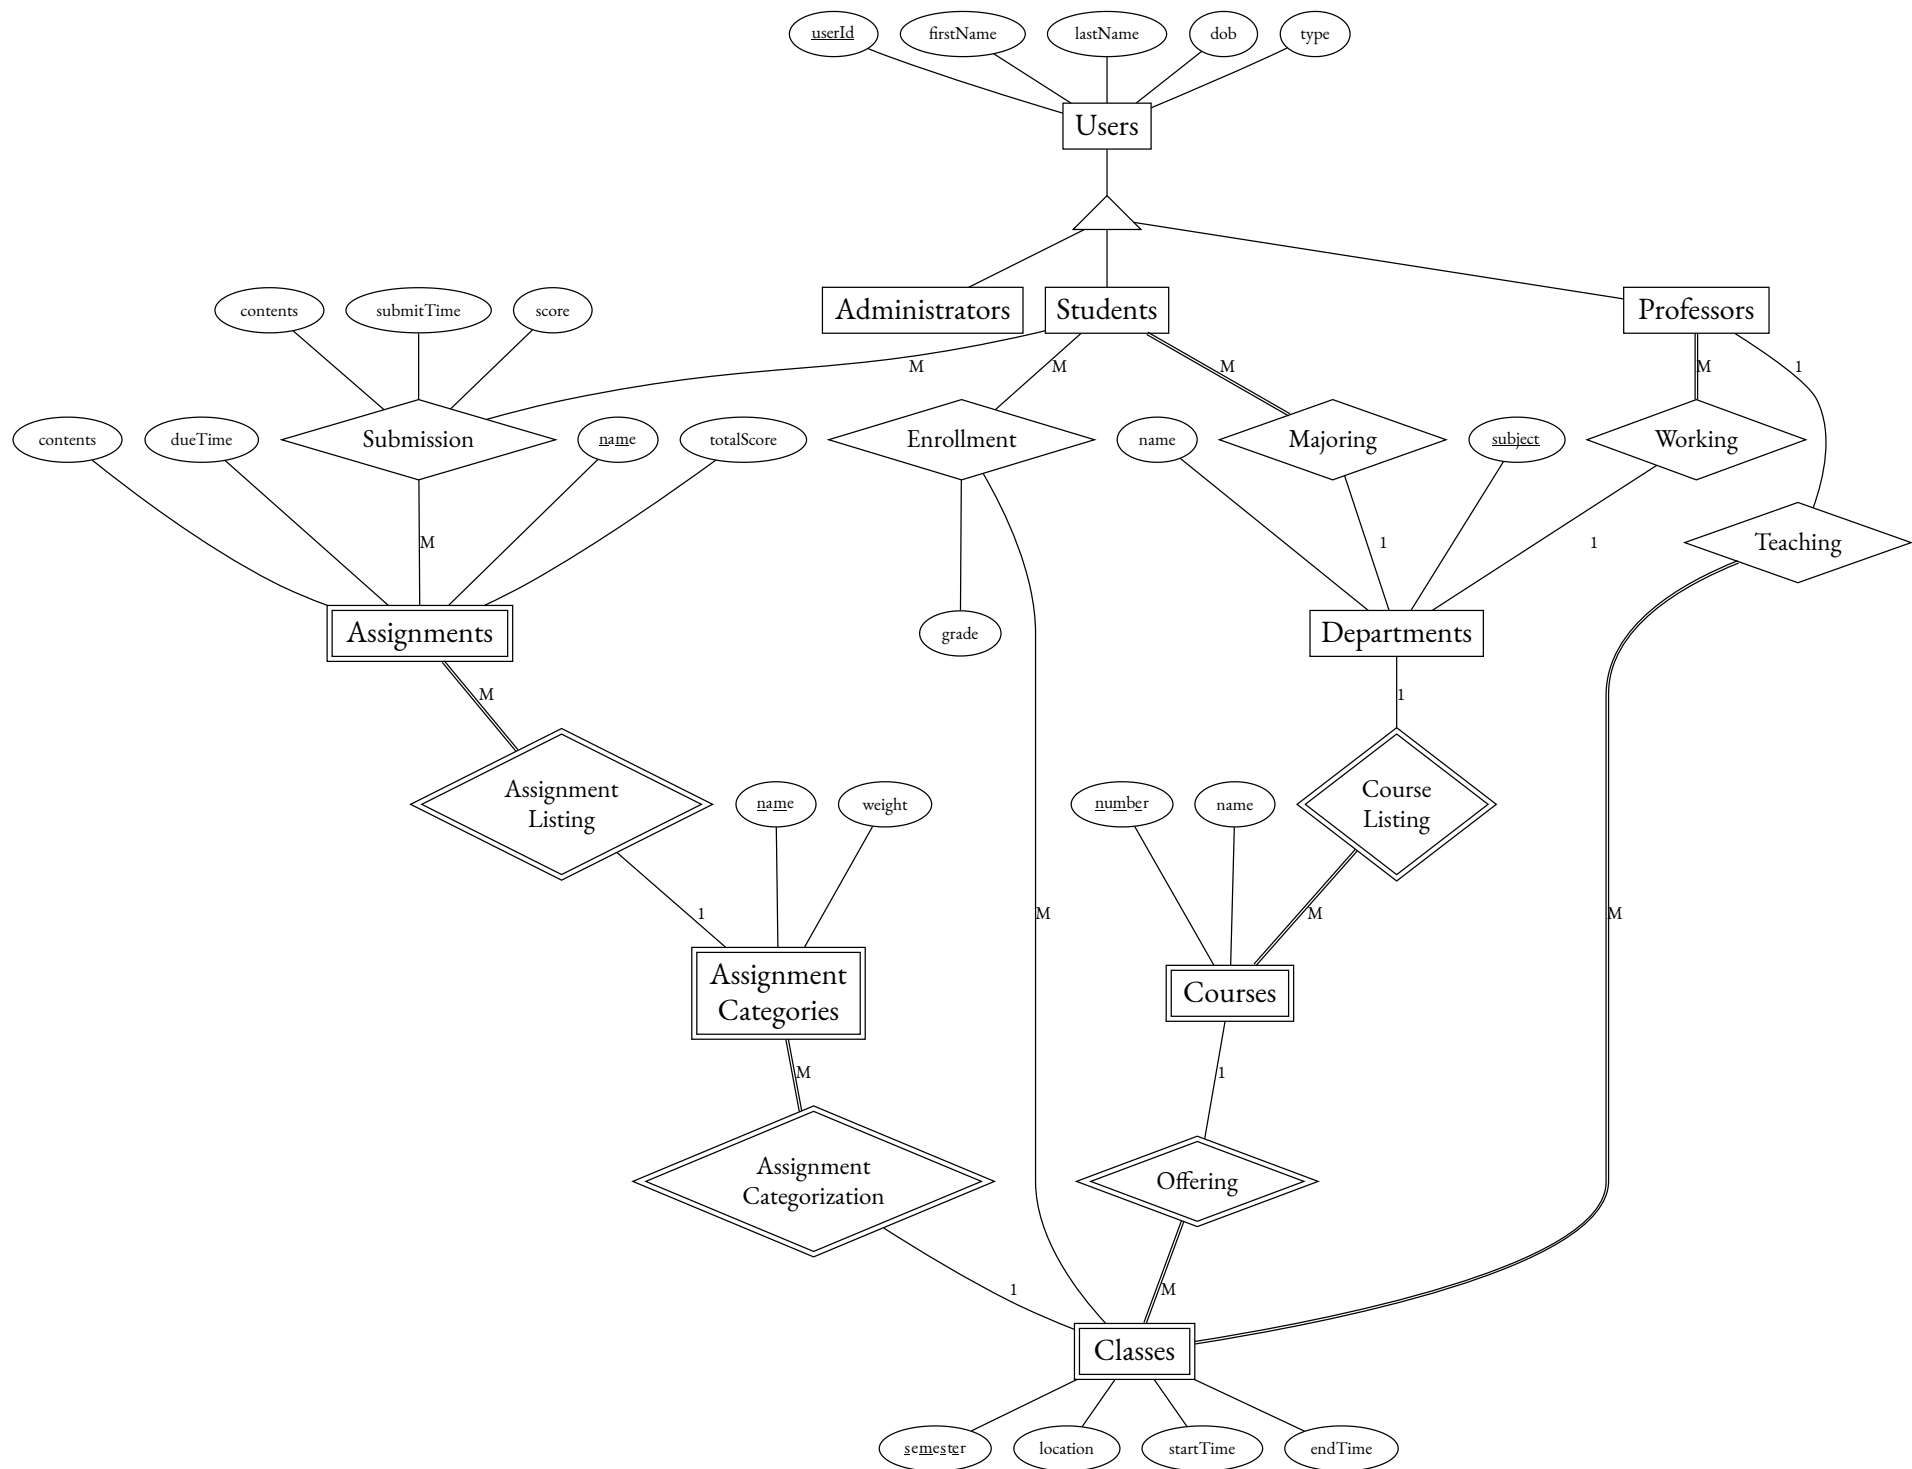 userId
firstName
lastName
dob
type
Users
Administrators
Students
Professors
contents
submitTime
score
M
M
M
M
1
contents
dueTime
Submission
name
totalScore
Enrollment
name
Majoring
subject
Working
M
1
1
Teaching
Assignments
grade
Departments
M
1
Assignment
Listing
name
weight
number
name
Course
Listing
1
M
M
M
Assignment
Categories
Courses
M
1
Assignment
Categorization
Offering
1
M
Classes
semester
location
startTime
endTime